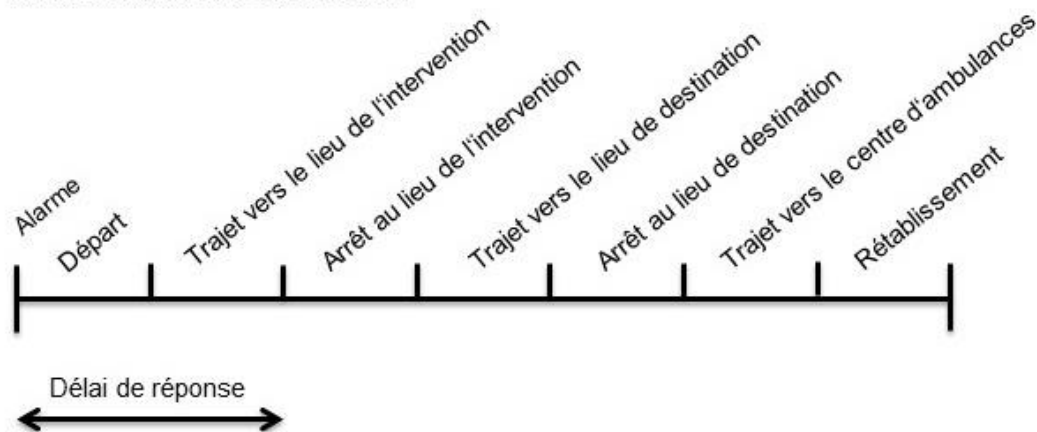 Alarme
Départ
Trajet vers le lieu de l'intervention
Arrêt au lieu de l'intervention
Trajet vers le lieu de destination
Arrêt au lieu de destination
Trajet vers le centre d'ambulances
Rétablissement
Délai de réponse